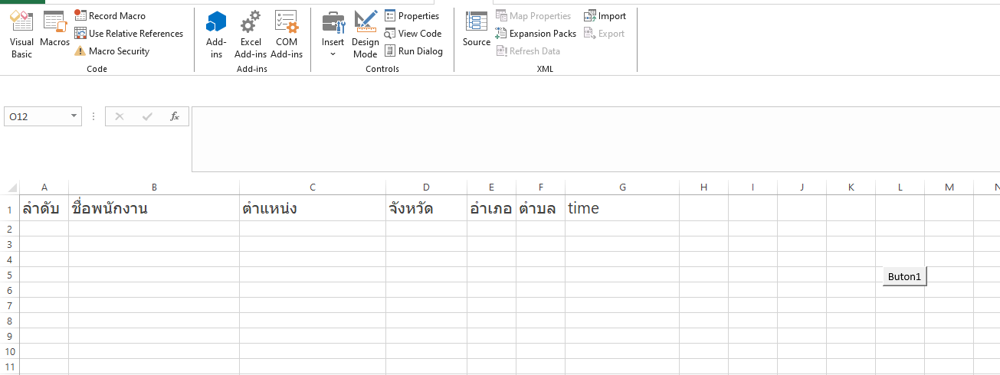 Visual Basic
Macros
Record Macro
Use Relative References
Macro Security
Code
Add-ins
Excel Add-ins
COM Add-ins
Add-ins
Insert
Design Mode
Properties
View Code
Run Dialog
Controls
Source
Map Properties
Expansion Packs
Refresh Data
Import
Export
XML
O12
fx
A B C D E F G H I J K L M N
1 ลำดับ ชื่อพนักงาน ตำแหน่ง จังหวัด อำเภอ ตำบล time
2
3
4
5 Buton1
6
7
8
9
10
11